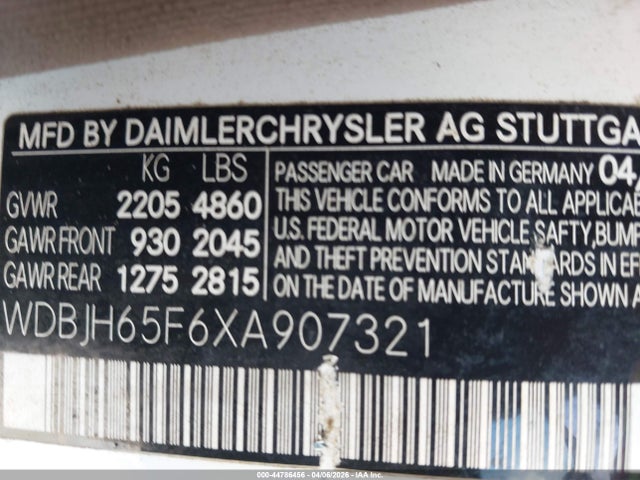 MFD BY DAIMLERCHRYSLER AG STUTTGA
KG LBS
GVWR 2205 4860
GAWR FRONT 930 2045
GAWR REAR 1275 2815
PASSENGER CAR MADE IN GERMANY 04
THIS VEHICLE CONFORMS TO ALL APPLICABLE
U.S. FEDERAL MOTOR VEHICLE SAFTY, BUMP
AND THEFT PREVENTION STANDARDS IN EF
ON THE DATE OF MANUFACTURE SHOWN A
WDBJH65F6XA907321
000-44786456 - 04/06/2026 - IAA Inc.